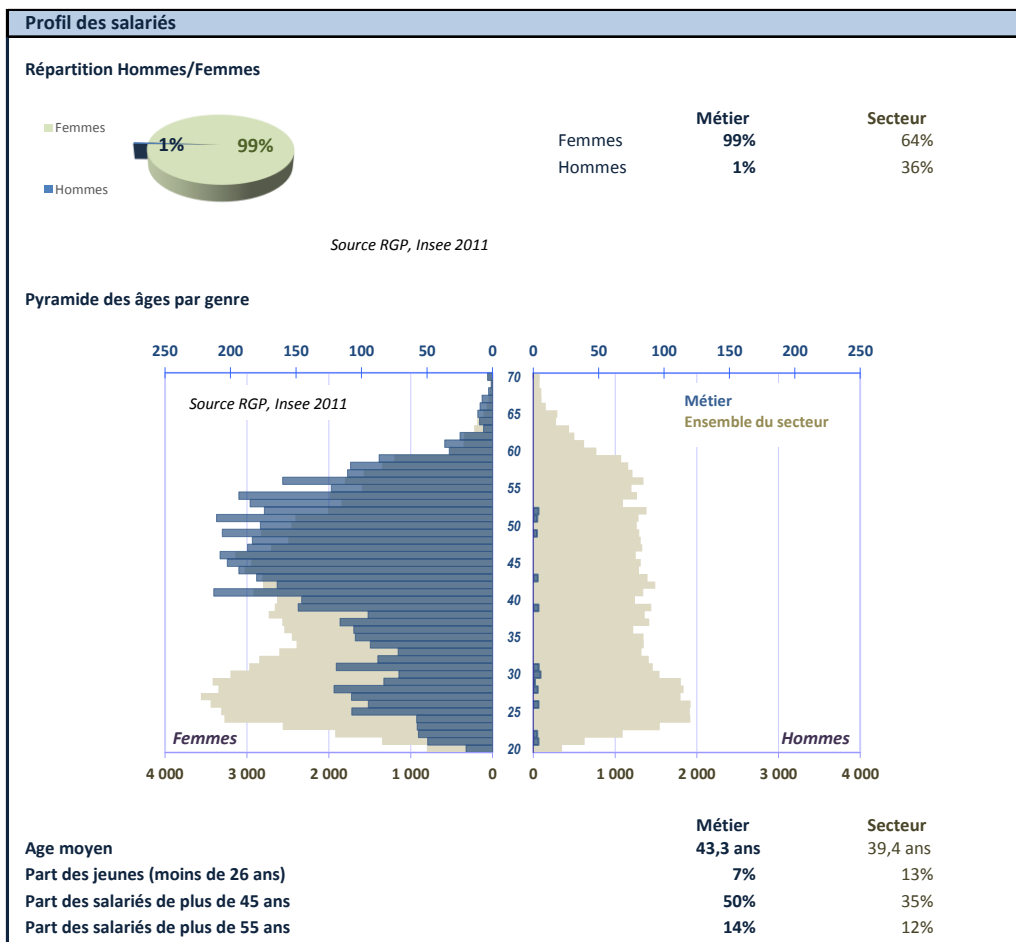 Profil des salariés
Répartition Hommes/Femmes
Femmes
Hommes
1%
99%
Métier Secteur
Femmes 99% 64%
Hommes 1% 36%
Source RGP, Insee 2011
Pyramide des âges par genre
250 200 150 100 50 0 0 50 100 150 200 250
Source RGP, Insee 2011
Métier
Ensemble du secteur
70
65
60
55
50
45
40
35
30
25
20
Femmes
Hommes
4 000 3 000 2 000 1 000 0 0 1 000 2 000 3 000 4 000
Métier Secteur
Age moyen 43,3 ans 39,4 ans
Part des jeunes (moins de 26 ans) 7% 13%
Part des salariés de plus de 45 ans 50% 35%
Part des salariés de plus de 55 ans 14% 12%